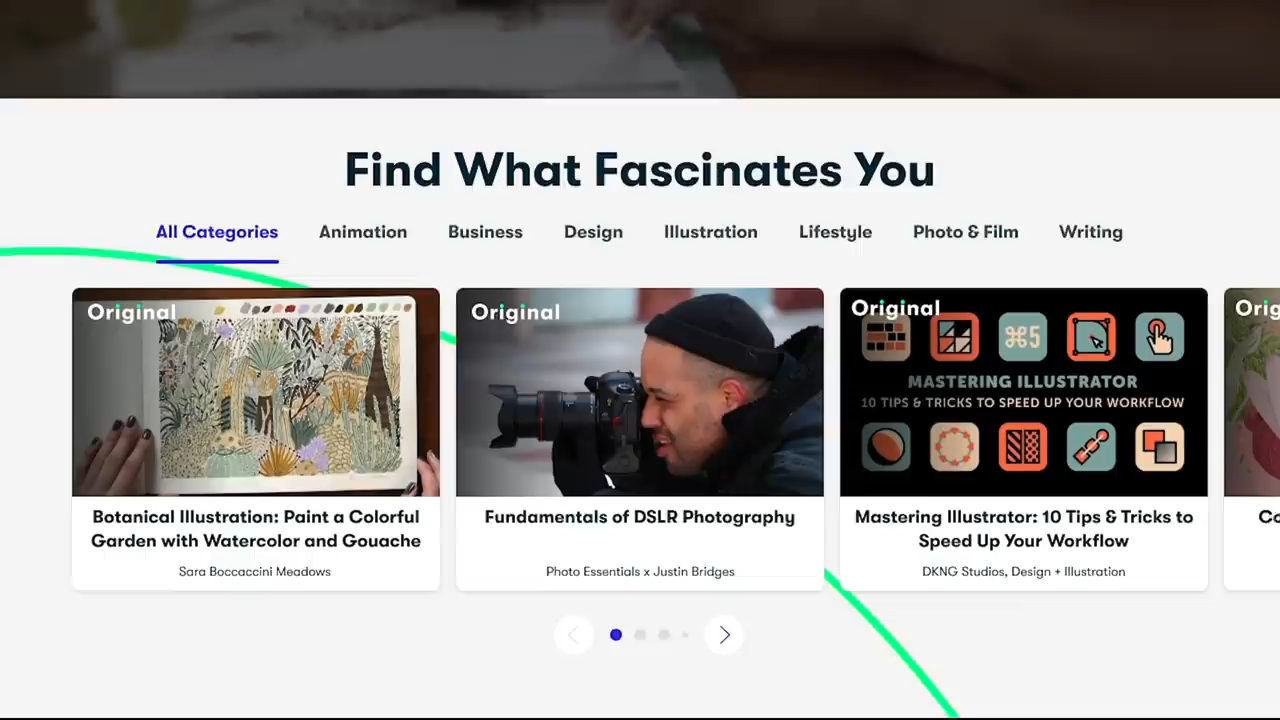 Find What Fascinates You
All Categories
Animation
Business
Design
Illustration
Lifestyle
Photo & Film
Writing
Original
Botanical Illustration: Paint a Colorful
Garden with Watercolor and Gouache
Sara Boccaccini Meadows
Original
Fundamentals of DSLR Photography
Photo Essentials x Justin Bridges
Original
⌘5
MASTERING ILLUSTRATOR
10 TIPS & TRICKS TO SPEED UP YOUR WORKFLOW
Mastering Illustrator: 10 Tips & Tricks to
Speed Up Your Workflow
DKNG Studios, Design + Illustration
Orig
Co